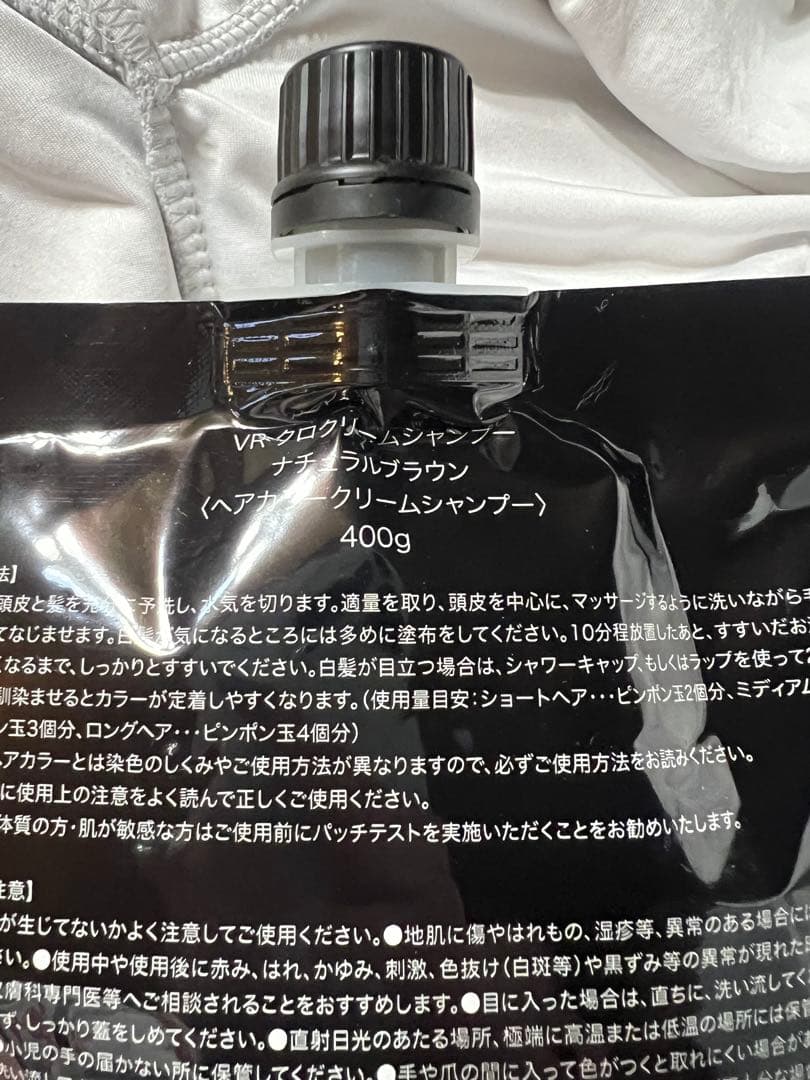 VR クロクリームシャンプー
ナチュラルブラウン
〈ヘアカラークリームシャンプー〉
400g
法】
頭皮と髪を充分に予洗し、水気を切ります。適量を取り、頭皮を中心に、マッサージするように洗いながら手
てなじませます。白髪が気になるところには多めに塗布をしてください。10分程放置したあと、すすいだお
くなるまで、しっかりとすすいでください。白髪が目立つ場合は、シャワーキャップ、もしくはラップを使って2
馴染ませるとカラーが定着しやすくなります。（使用量目安：ショートヘア・・・ピンポン玉2個分、ミディアム
ン玉3個分、ロングヘア・・・ピンポン玉4個分）
ヘアカラーとは染色のしくみやご使用方法が異なりますので、必ずご使用方法をお読みください。
に使用上の注意をよく読んで正しくご使用ください。
体質の方・肌が敏感な方はご使用前にパッチテストを実施いただくことをお勧めいたします。
注意】
が生じてないかよく注意してご使用ください。●地肌に傷やはれもの、湿疹等、異常のある場合には
さい。●使用中や使用後に赤み、はれ、かゆみ、刺激、色抜け（白斑等）や黒ずみ等の異常が現れた
皮膚科専門医等へご相談されることをおすすめします。●目に入った場合は、直ちに、洗い流してく
ず、しっかり蓋をしめてください。●直射日光のあたる場所、極端に高温または低温の場所には保
●小児の手の届かない所に保管してください。●手や爪の間に入って色がつくと取れにくい場合が